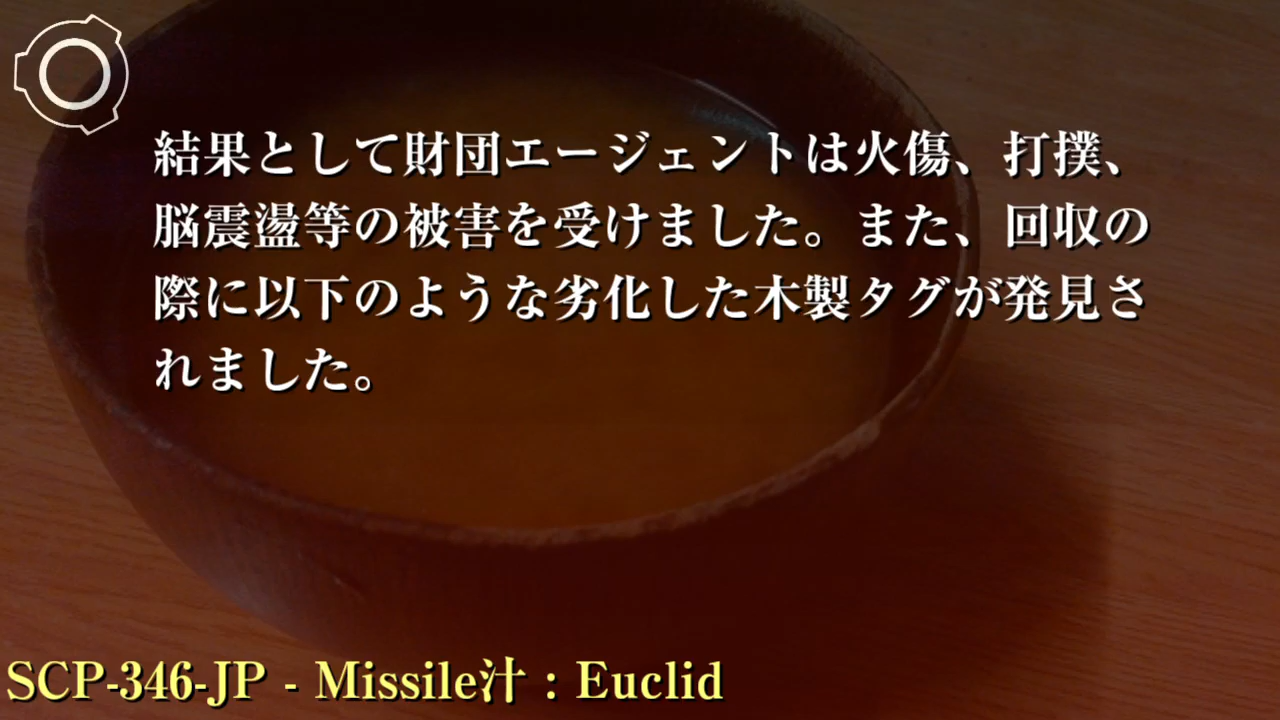 結果として財団エージェントは火傷、打撲、
脳震盪等の被害を受けました。また、回収の
際に以下のような劣化した木製タグが発見さ
れました。
SCP-346-JP - Missile汁：Euclid